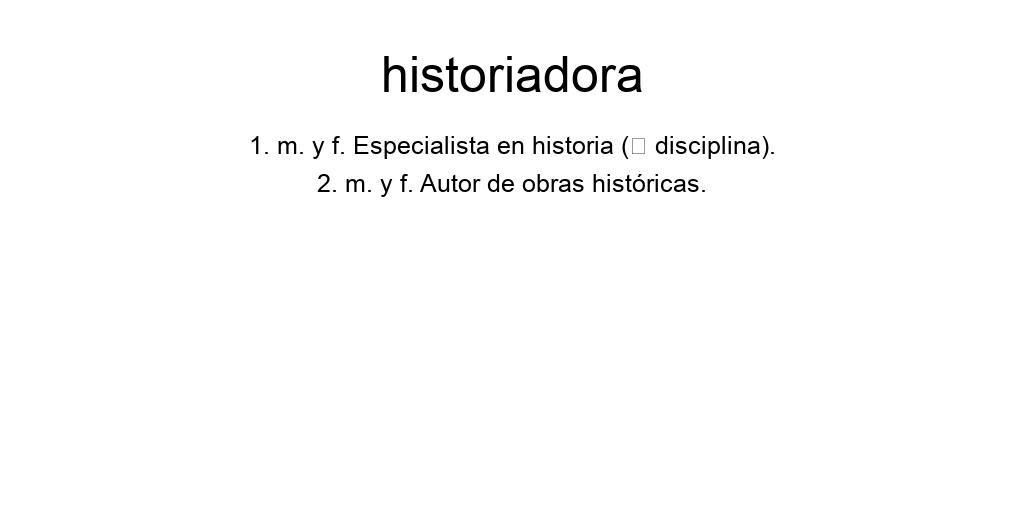 historiadora
1. m. y f. Especialista en historia (□ disciplina).
2. m. y f. Autor de obras históricas.